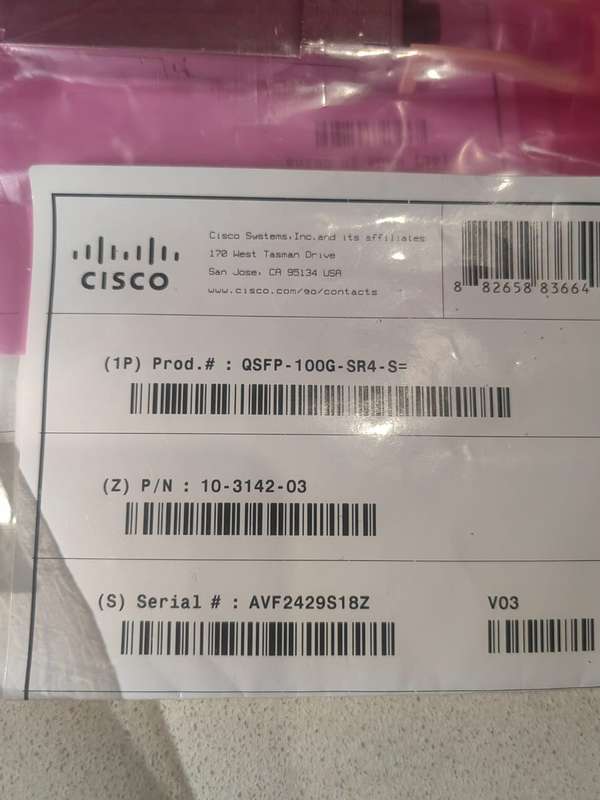 CISCO
Cisco Systems,Inc.and its affiliates
170 West Tasman Drive
San Jose, CA 95134 USA
www.cisco.com/go/contacts
8 82658 83664
(1P) Prod.# : QSFP-100G-SR4-S=
(Z) P/N : 10-3142-03
(S) Serial # : AVF2429S18Z
V03